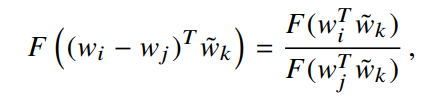 F ((w_i − w_j)^T w̃_k) = F(w_i^T w̃_k) / F(w_j^T w̃_k) ,